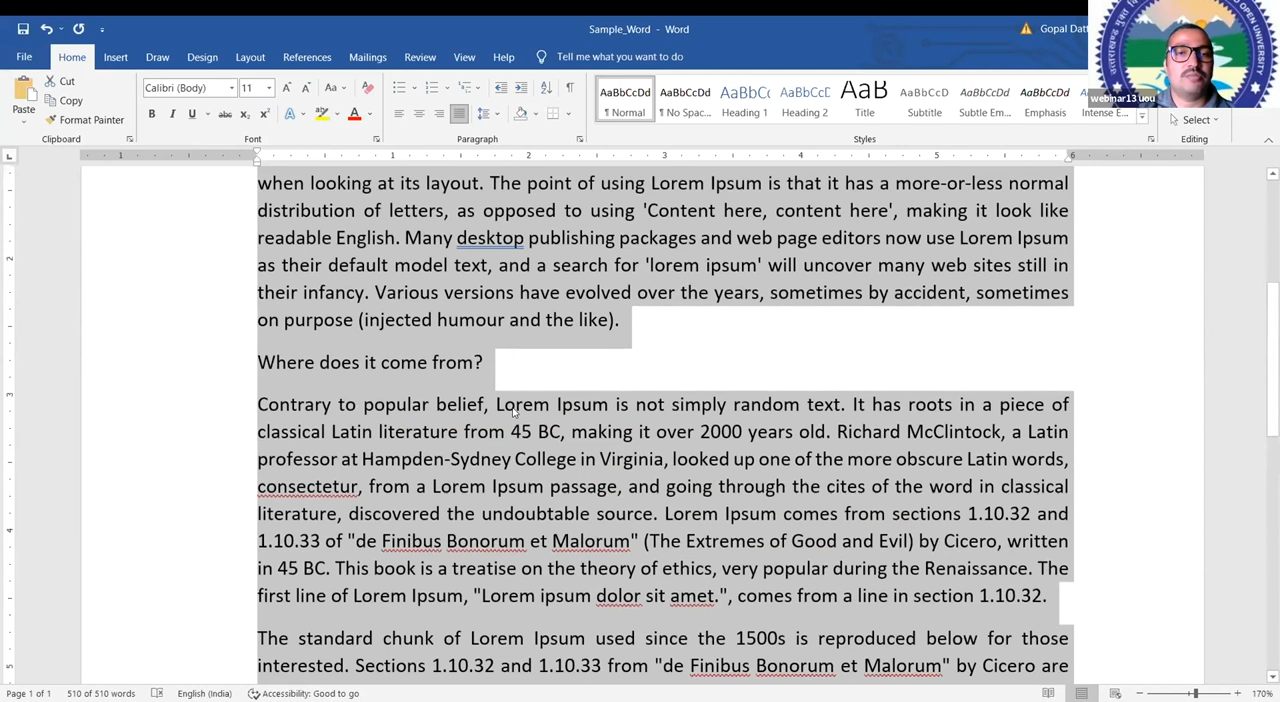 Sample_Word - Word
Gopal Datt
File Home Insert Draw Design Layout References Mailings Review View Help Tell me what you want to do
OPEN UNIVERSITY
webinar13 uou
Paste
Cut
Copy
Format Painter
Clipboard
Calibri (Body) 11
Font
Paragraph
AaBbCcDd AaBbCcDd AaBbCc AaBbCcD AaB AaBbCcD AaBbCcDd AaBbCcDd AaBbCcDd
¶ Normal ¶ No Spac... Heading 1 Heading 2 Title Subtitle Subtle Em... Emphasis Intense E...
Styles
Select
Editing
1 1 2 3 4 5 6
when looking at its layout. The point of using Lorem Ipsum is that it has a more-or-less normal
distribution of letters, as opposed to using 'Content here, content here', making it look like
readable English. Many desktop publishing packages and web page editors now use Lorem Ipsum
as their default model text, and a search for 'lorem ipsum' will uncover many web sites still in
their infancy. Various versions have evolved over the years, sometimes by accident, sometimes
on purpose (injected humour and the like).
Where does it come from?
Contrary to popular belief, Lorem Ipsum is not simply random text. It has roots in a piece of
classical Latin literature from 45 BC, making it over 2000 years old. Richard McClintock, a Latin
professor at Hampden-Sydney College in Virginia, looked up one of the more obscure Latin words,
consectetur, from a Lorem Ipsum passage, and going through the cites of the word in classical
literature, discovered the undoubtable source. Lorem Ipsum comes from sections 1.10.32 and
1.10.33 of "de Finibus Bonorum et Malorum" (The Extremes of Good and Evil) by Cicero, written
in 45 BC. This book is a treatise on the theory of ethics, very popular during the Renaissance. The
first line of Lorem Ipsum, "Lorem ipsum dolor sit amet.", comes from a line in section 1.10.32.
The standard chunk of Lorem Ipsum used since the 1500s is reproduced below for those
interested. Sections 1.10.32 and 1.10.33 from "de Finibus Bonorum et Malorum" by Cicero are
Page 1 of 1 510 of 510 words English (India) Accessibility: Good to go 170%